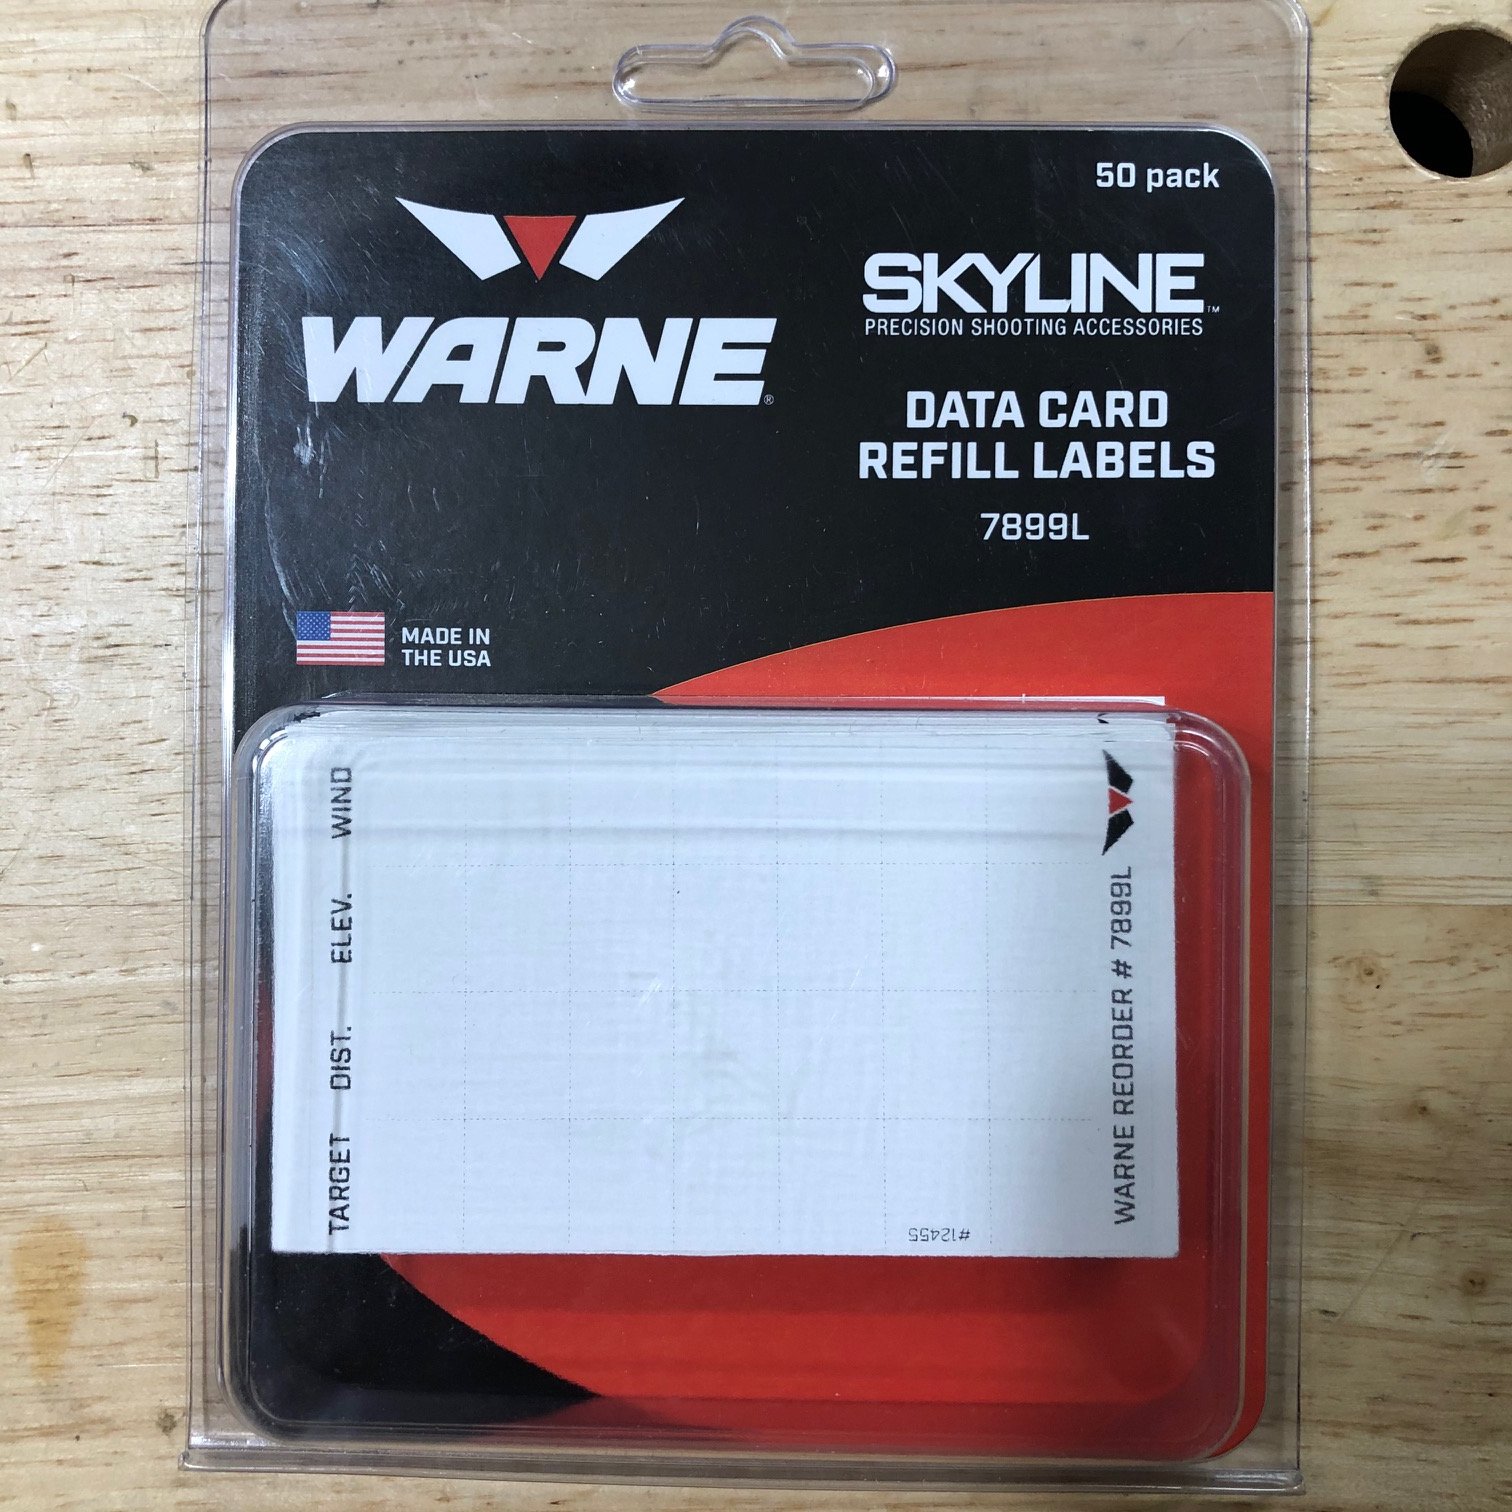 50 pack
WARNE®
SKYLINE™
PRECISION SHOOTING ACCESSORIES
DATA CARD
REFILL LABELS
7899L
MADE IN
THE USA
TARGET DIST. ELEV. WIND
WARNE REORDER # 7899L
#12455